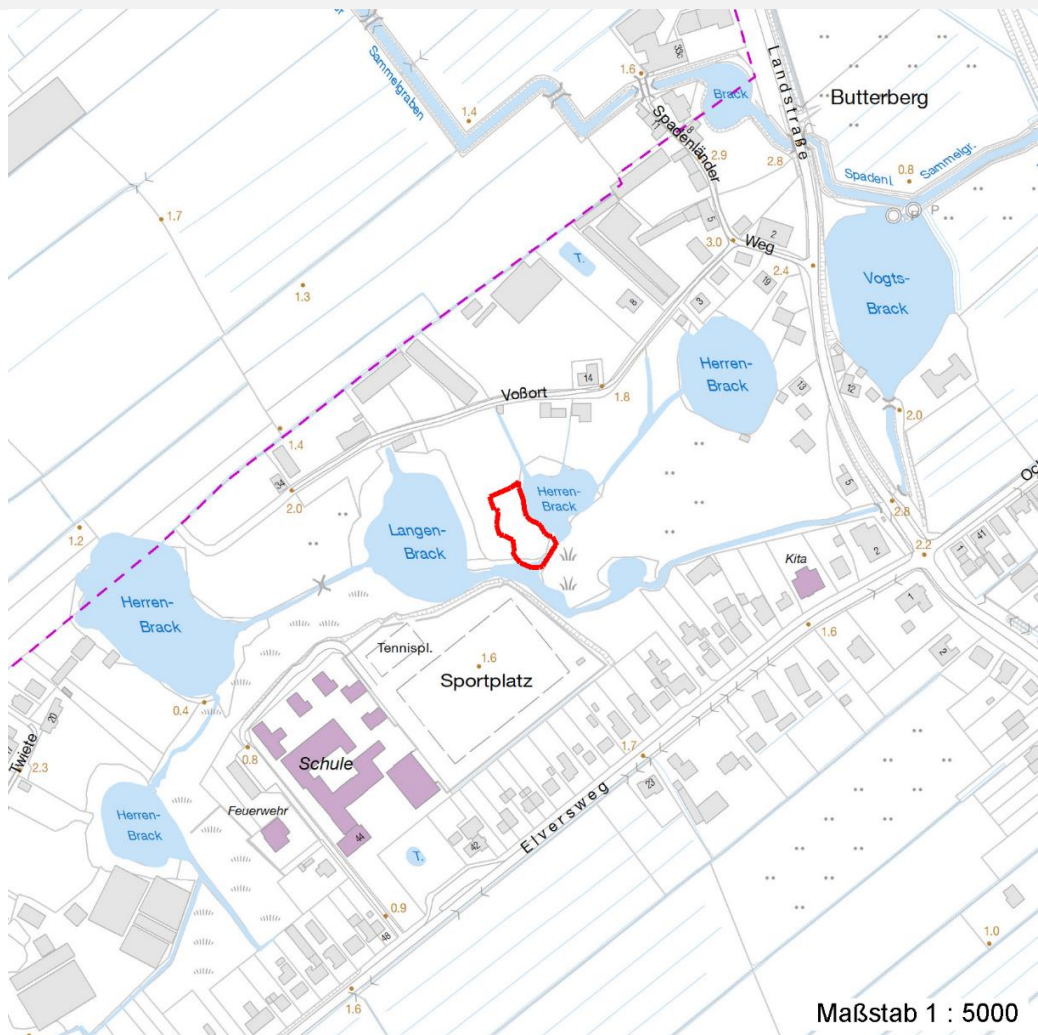 33c
1.6
Brack
Butterberg
Landstraße
Sammelgraben
1.4
Spadenländer
11
8
2.9
2.8
Spadenl.
Sammelgr.
0.8
P
P
1.7
5
3.0
Weg
2
2.4
T.
19
Vogts-
Brack
1.3
8
3
Herren-
Brack
14
Voßort
1.8
13
12
2.0
1.4
34
2.0
Herren-
Brack
5
2.8
1.2
Langen-
Brack
2.2
1
41
Kita
2
Herren-
Brack
1.6
1
2
Tennispl.
1.6
Sportplatz
0.4
20
Twiete
2.3
0.8
Schule
1.7
23
Elversweg
Feuerwehr
44
42
T.
Herren-
Brack
0.9
48
1.0
1.6
Maßstab 1 : 5000